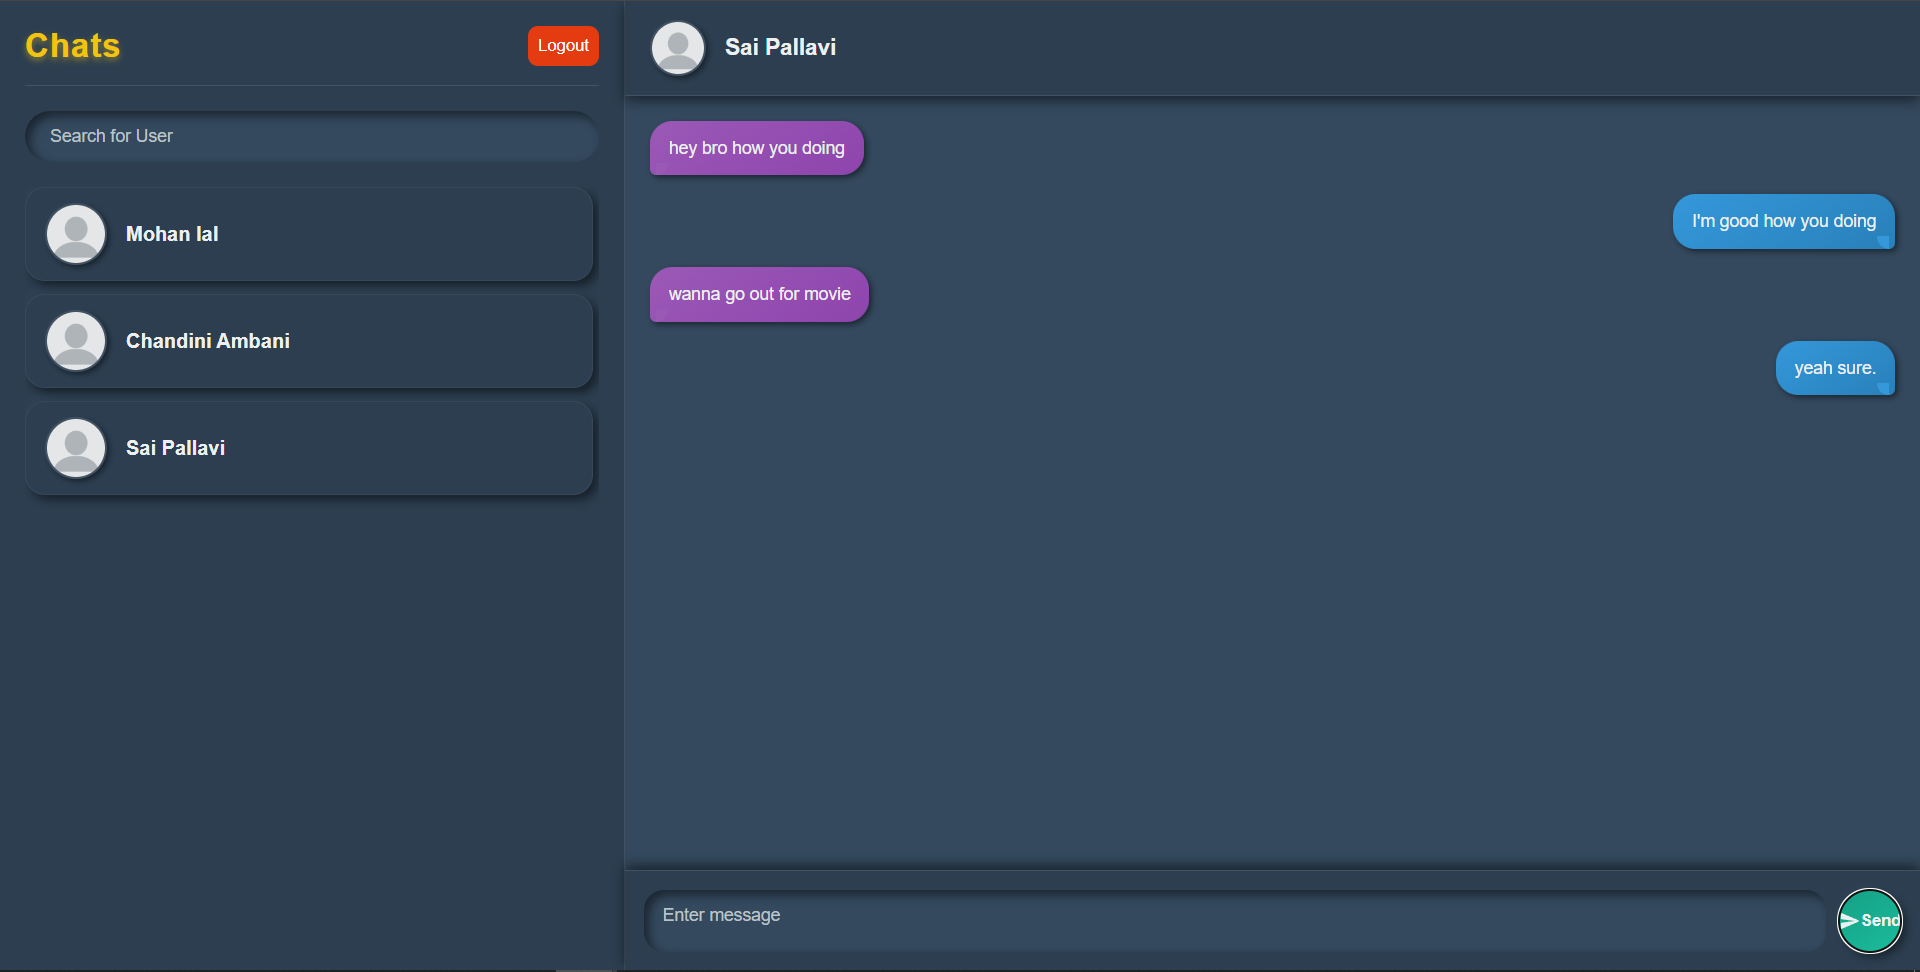 Chats
Logout
Search for User
Mohan lal
Chandini Ambani
Sai Pallavi
Sai Pallavi
hey bro how you doing
I'm good how you doing
wanna go out for movie
yeah sure.
Enter message
Send